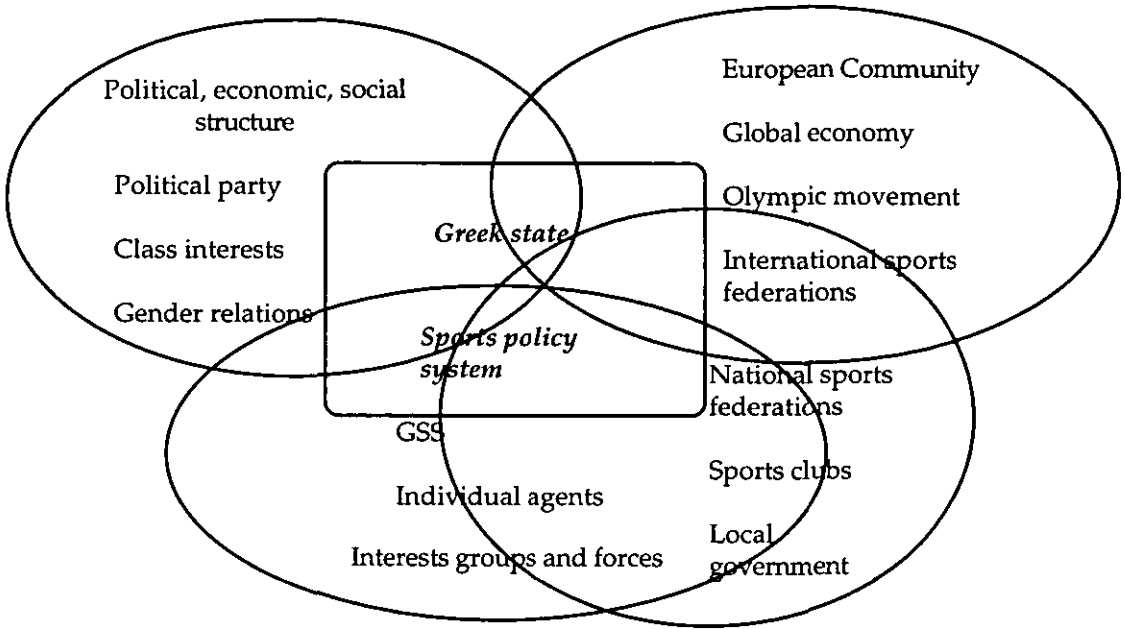 Political, economic, social
structure
Political party
Class interests
Gender relations
European Community
Global economy
Olympic movement
International sports
federations
Greek state
Sports policy
system
National sports
federations
GSS
Individual agents
Interests groups and forces
Sports clubs
Local
government